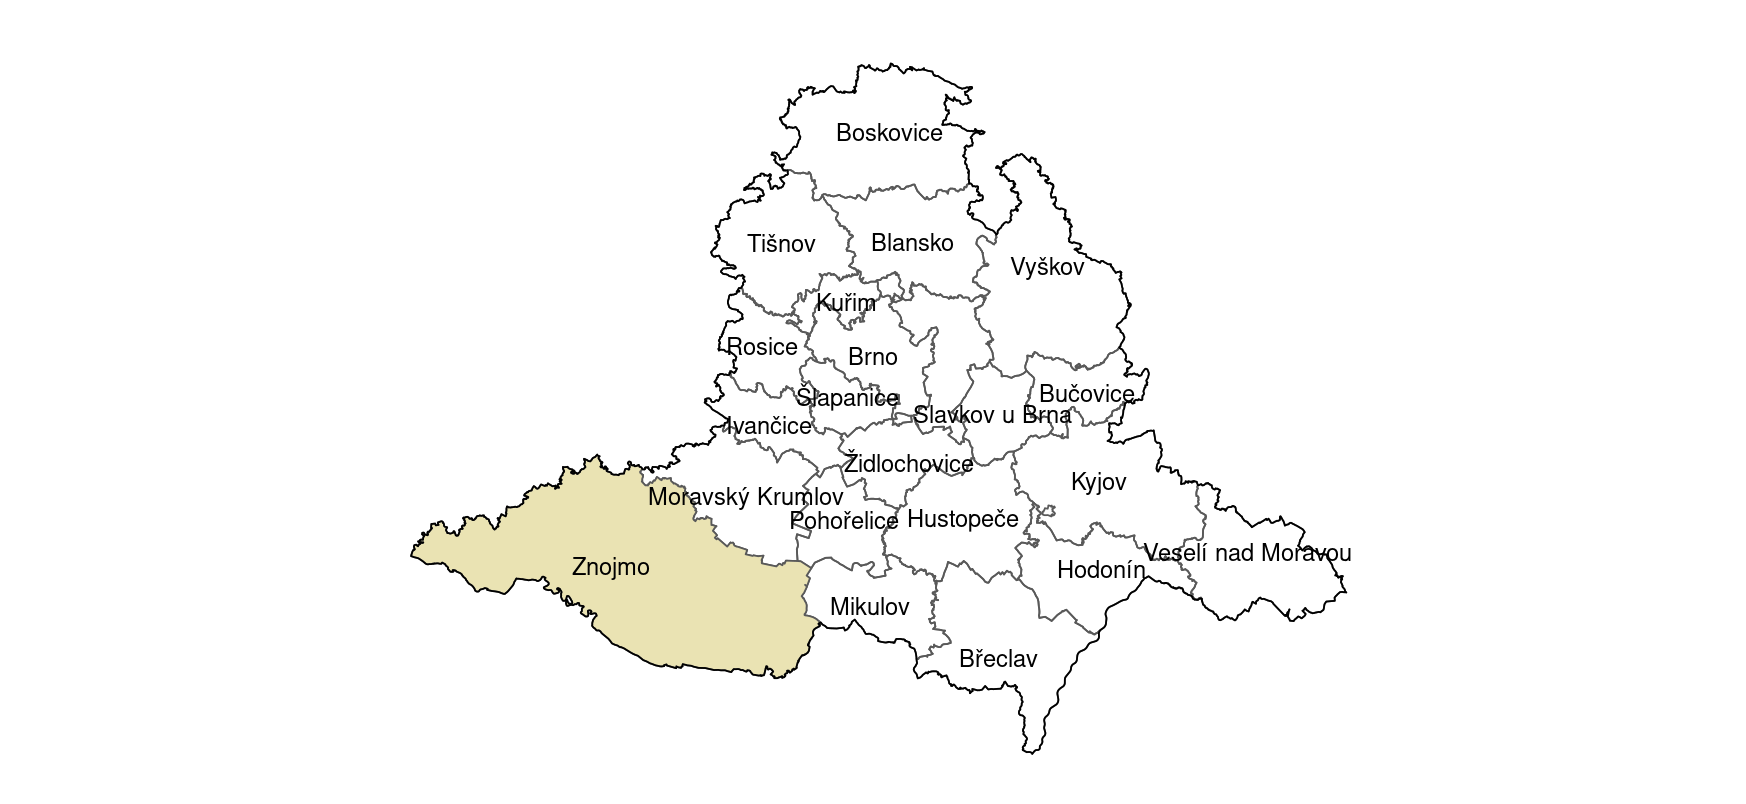 Boskovice
Tišnov
Blansko
Vyškov
Kuřim
Rosice
Brno
Šlapanice
Bučovice
Slavkov u Brna
Ivančice
Židlochovice
Kyjov
Moravský Krumlov
Pohořelice
Hustopeče
Veselí nad Moravou
Znojmo
Hodonín
Mikulov
Břeclav